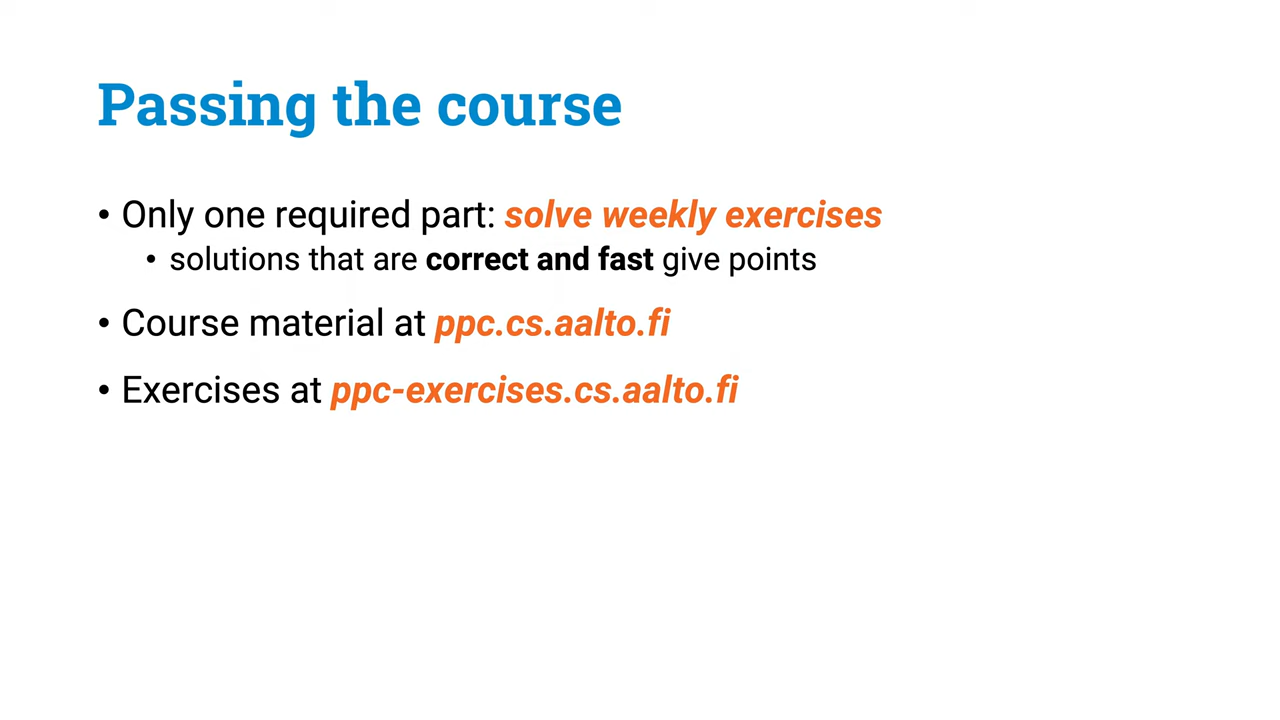 Passing the course
• Only one required part: solve weekly exercises
• solutions that are correct and fast give points
• Course material at ppc.cs.aalto.fi
• Exercises at ppc-exercises.cs.aalto.fi